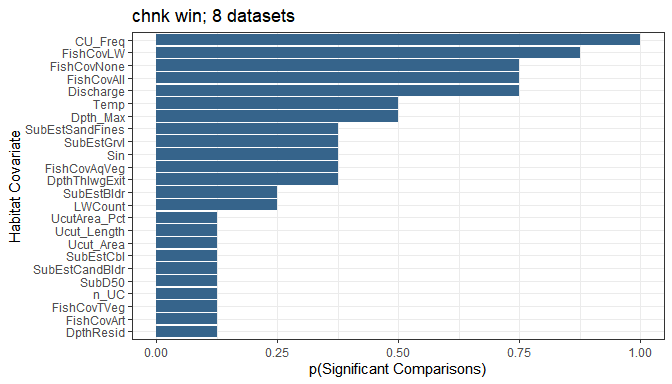 chnk win; 8 datasets
Habitat Covariate
CU_Freq
FishCovLW
FishCovNone
FishCovAll
Discharge
Temp
Dpth_Max
SubEstSandFines
SubEstGrvl
Sin
FishCovAqVeg
DpthThlwgExit
SubEstBldr
LWCount
UcutArea_Pct
Ucut_Length
Ucut_Area
SubEstCbl
SubEstCandBldr
SubD50
n_UC
FishCovTVeg
FishCovArt
DpthResid
0.00 0.25 0.50 0.75 1.00
p(Significant Comparisons)